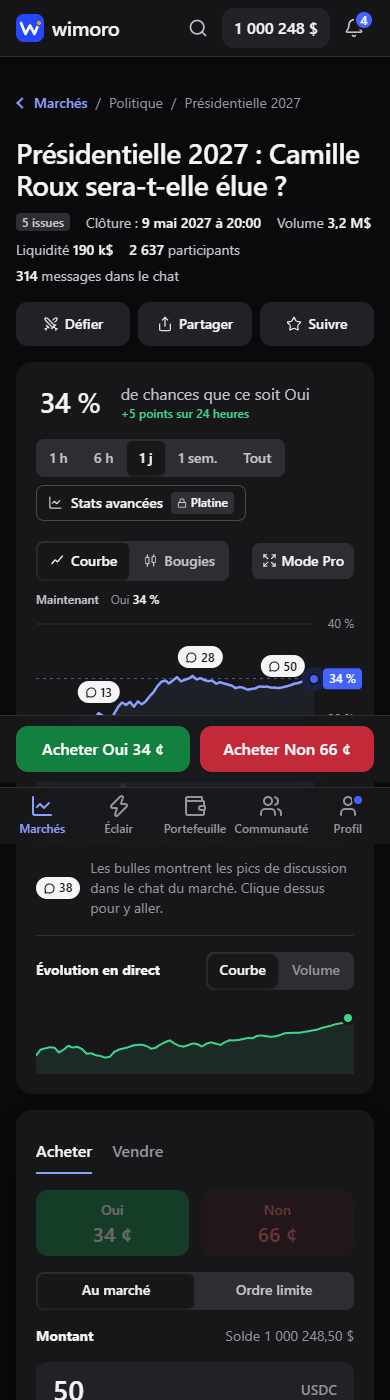 wimoro
1 000 248 $
4
Marchés / Politique / Présidentielle 2027
Présidentielle 2027 : Camille
Roux sera-t-elle élue ?
5 issues Clôture : 9 mai 2027 à 20:00 Volume 3,2 M$
Liquidité 190 k$ 2 637 participants
314 messages dans le chat
Défier Partager Suivre
34 % de chances que ce soit Oui
+5 points sur 24 heures
1 h 6 h 1 j 1 sem. Tout
Stats avancées Platine
Courbe Bougies Mode Pro
Maintenant Oui 34 %
40 %
28
50
34 %
13
Acheter Oui 34 ¢ Acheter Non 66 ¢
Marchés Éclair Portefeuille Communauté Profil
Les bulles montrent les pics de discussion
38 dans le chat du marché. Clique dessus
pour y aller.
Évolution en direct Courbe Volume
Acheter Vendre
Oui Non
34 ¢ 66 ¢
Au marché Ordre limite
Montant Solde 1 000 248,50 $
50 USDC